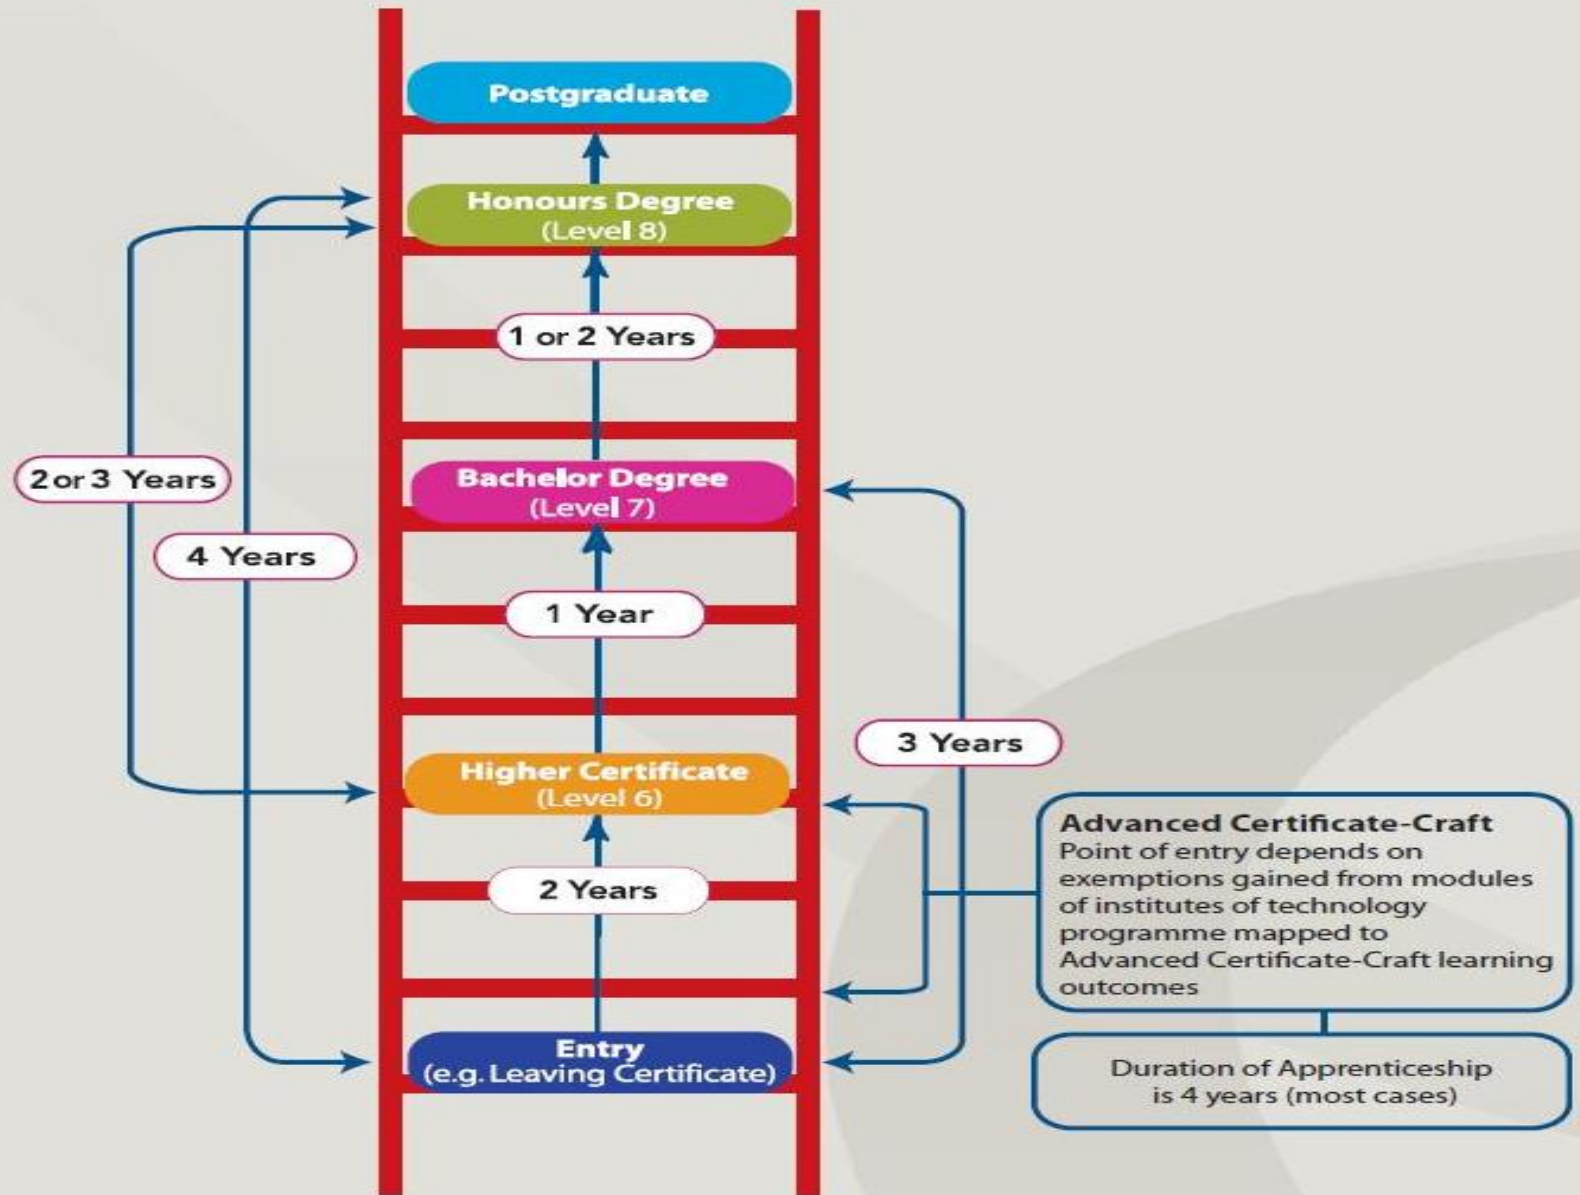 Postgraduate
Honours Degree
(Level 8)
1 or 2 Years
2 or 3 Years
Bachelor Degree
(Level 7)
4 Years
1 Year
3 Years
Higher Certificate
(Level 6)
2 Years
Advanced Certificate-Craft
Point of entry depends on
exemptions gained from modules
of institutes of technology
programme mapped to
Advanced Certificate-Craft learning
outcomes
Entry
(e.g. Leaving Certificate)
Duration of Apprenticeship
is 4 years (most cases)